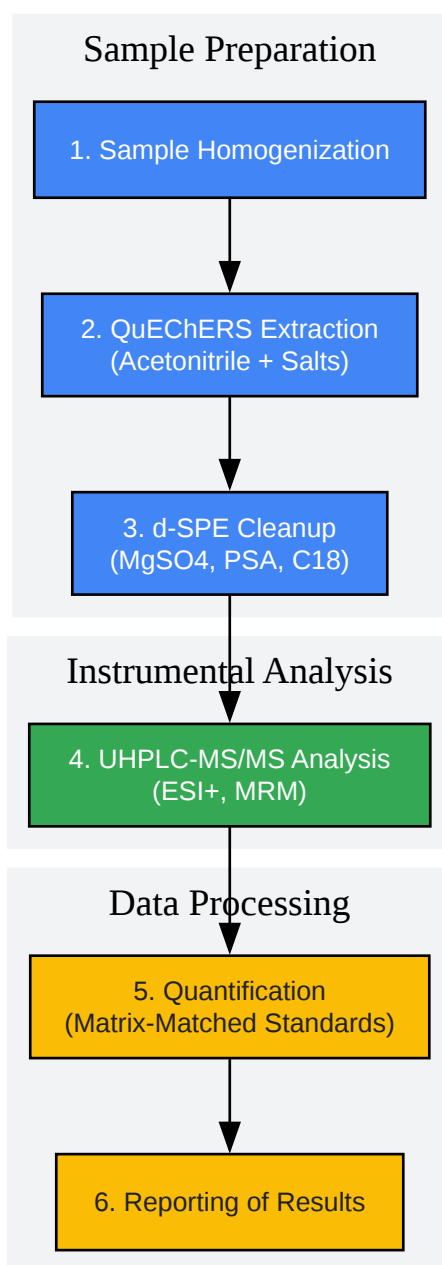 Sample Preparation
1. Sample Homogenization
2. QuEChERS Extraction
(Acetonitrile + Salts)
3. d-SPE Cleanup
(MgSO4, PSA, C18)
Instrumental Analysis
4. UHPLC-MS/MS Analysis
(ESI+, MRM)
Data Processing
5. Quantification
(Matrix-Matched Standards)
6. Reporting of Results